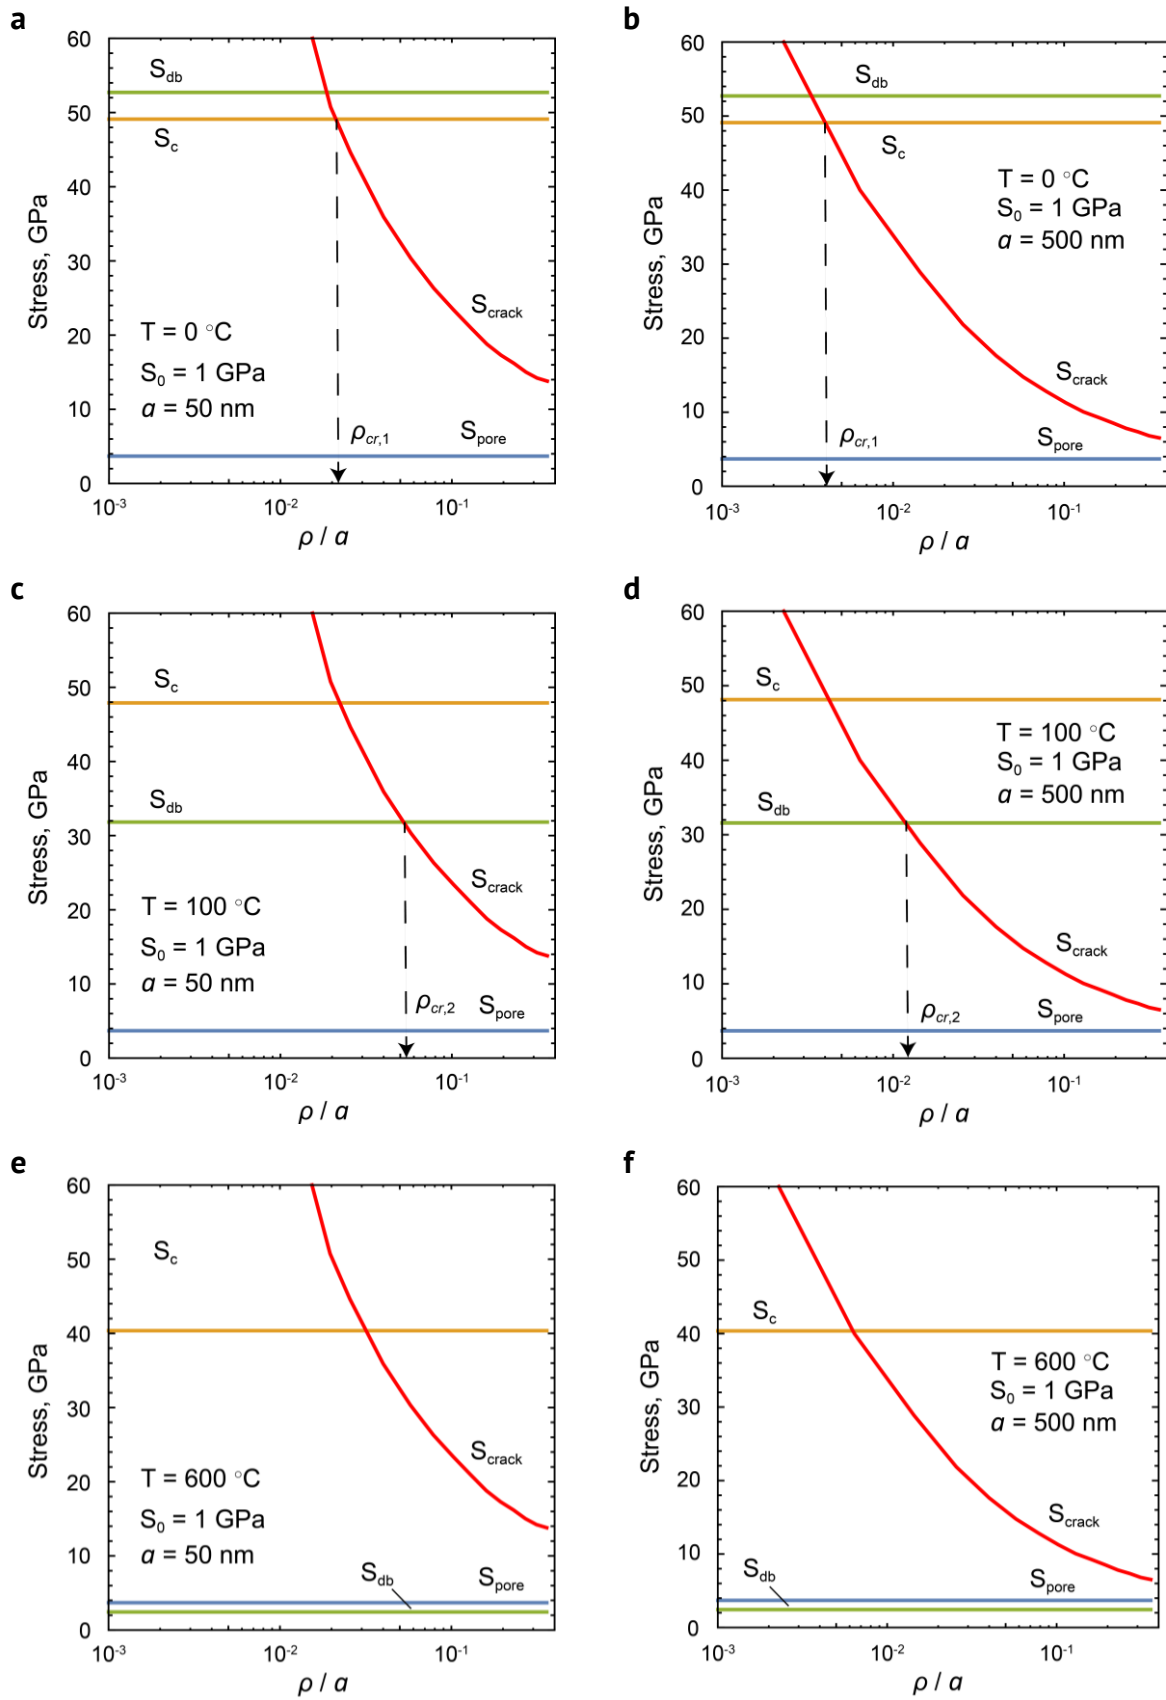 a
60
50
40
30
20
10
0
Stress, GPa
S_db
S_c
S_crack
T = 0 °C
S_0 = 1 GPa
a = 50 nm
S_pore
ρ_cr,1
10^-3
10^-2
10^-1
ρ / a
b
60
50
40
30
20
10
0
Stress, GPa
S_db
S_c
T = 0 °C
S_0 = 1 GPa
a = 500 nm
S_crack
S_pore
ρ_cr,1
10^-3
10^-2
10^-1
ρ / a
c
60
50
40
30
20
10
0
Stress, GPa
S_c
S_db
S_crack
T = 100 °C
S_0 = 1 GPa
a = 50 nm
ρ_cr,2
S_pore
10^-3
10^-2
10^-1
ρ / a
d
60
50
40
30
20
10
0
Stress, GPa
S_c
T = 100 °C
S_0 = 1 GPa
a = 500 nm
S_db
S_crack
S_pore
ρ_cr,2
10^-3
10^-2
10^-1
ρ / a
e
60
50
40
30
20
10
0
Stress, GPa
S_c
S_crack
T = 600 °C
S_0 = 1 GPa
a = 50 nm
S_db
S_pore
10^-3
10^-2
10^-1
ρ / a
f
60
50
40
30
20
10
0
Stress, GPa
S_c
T = 600 °C
S_0 = 1 GPa
a = 500 nm
S_crack
S_db
S_pore
10^-3
10^-2
10^-1
ρ / a